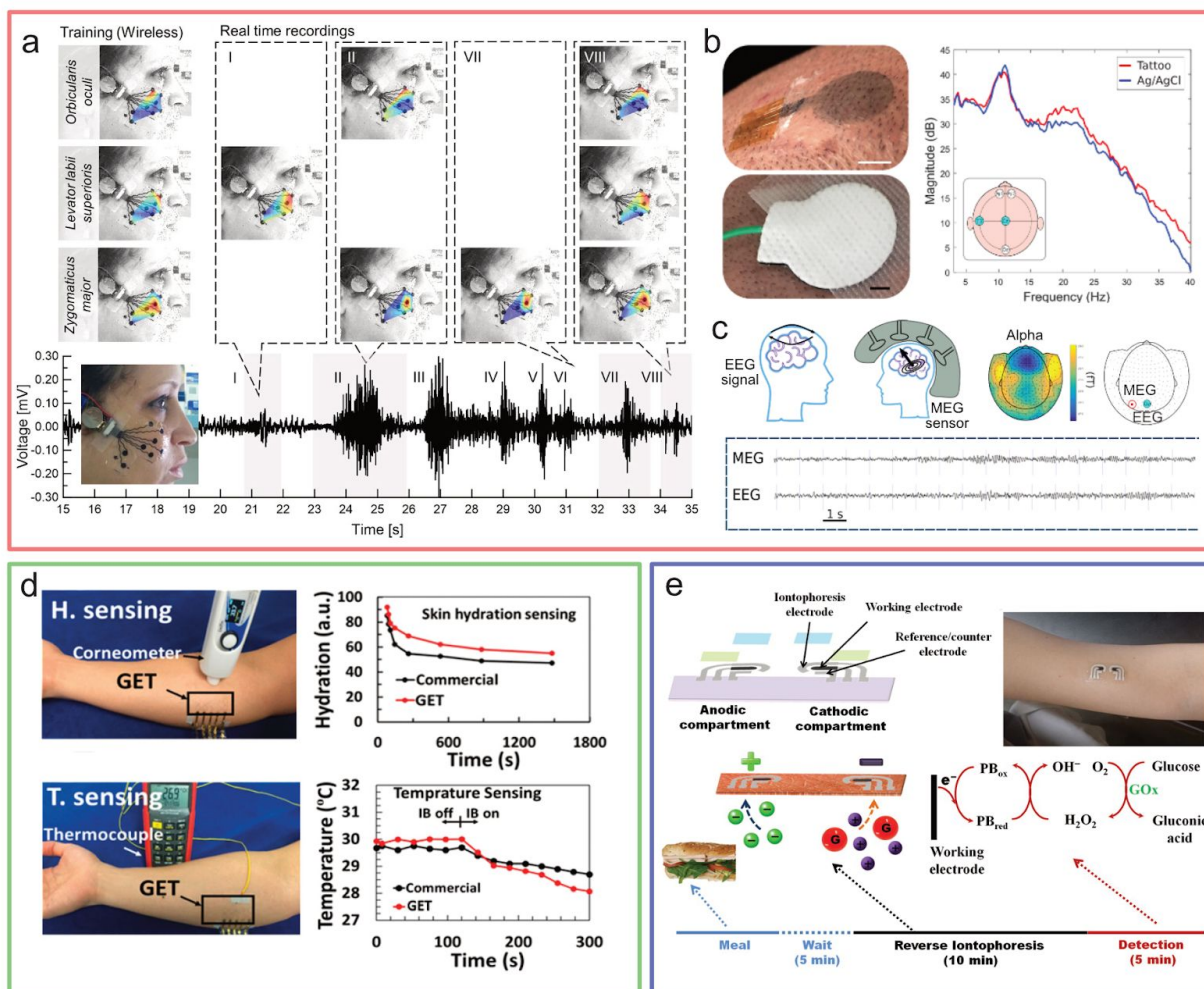 a
Training (Wireless)
Real time recordings
I
II
VII
VIII
Orbicularis
oculi
Levator labii
superioris
Zygomaticus
major
Voltage [mV]
0.30
0.20
0.10
0.00
-0.10
-0.20
-0.30
I
II
III
IV
V
VI
VII
VIII
15 16 17 18 19 20 21 22 23 24 25 26 27 28 29 30 31 32 33 34 35
Time [s]
b
Tattoo
Ag/AgCl
Magnitude (dB)
45
40
35
30
25
20
15
10
5
0
5 10 15 20 25 30 35 40
Frequency (Hz)
c
EEG
signal
MEG
sensor
Alpha
MEG
EEG
MEG
EEG
1 s
d
H. sensing
Corneometer
GET
Skin hydration sensing
Hydration (a.u.)
100
80
60
40
20
0
Commercial
GET
0 600 1200 1800
Time (s)
T. sensing
Thermocouple
GET
Temprature Sensing
IB off IB on
Temperature (°C)
32
31
30
29
28
27
Commercial
GET
0 100 200 300
Time (s)
e
Iontophoresis
electrode
Working electrode
Reference/counter
electrode
Anodic
compartment
Cathodic
compartment
G
G
e⁻
PBox
OH⁻
O₂
Glucose
GOx
PBred
H₂O₂
Gluconic
acid
Working
electrode
Meal
Wait
(5 min)
Reverse Iontophoresis
(10 min)
Detection
(5 min)